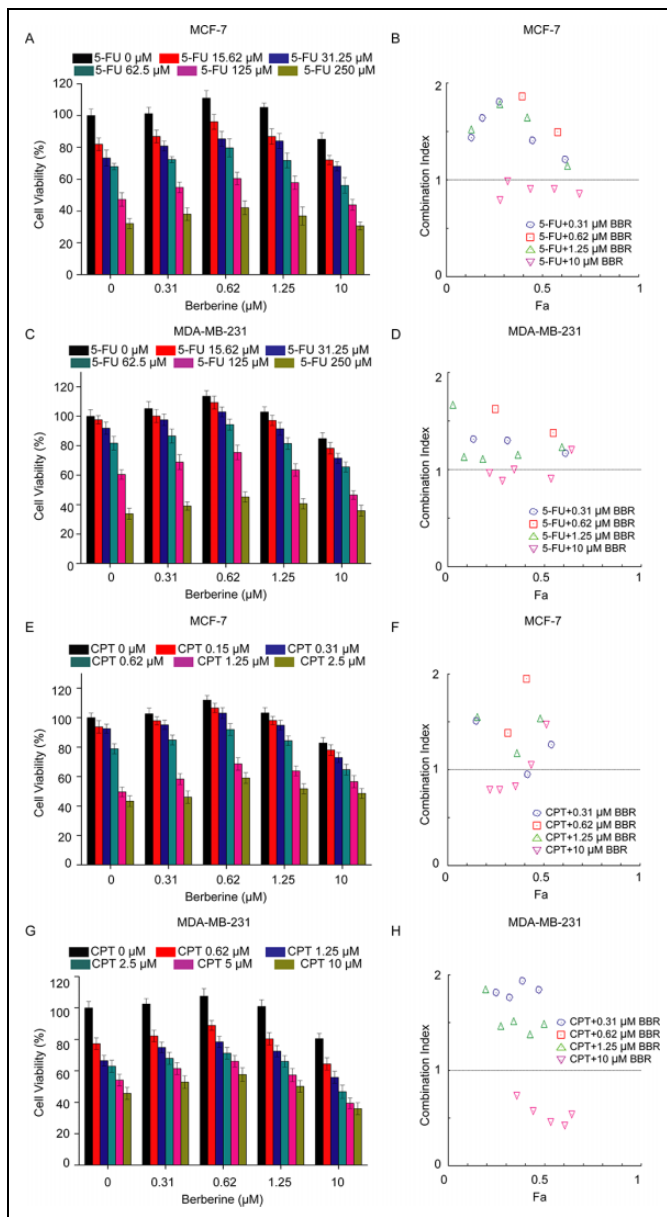 A
MCF-7
5-FU 0 μM 5-FU 15.62 μM 5-FU 31.25 μM
5-FU 62.5 μM 5-FU 125 μM 5-FU 250 μM
Cell Viability (%)
120
100
80
60
40
20
0
0 0.31 0.62 1.25 10
Berberine (μM)
B
MCF-7
Combination Index
2
1
0
5-FU+0.31 μM BBR
5-FU+0.62 μM BBR
5-FU+1.25 μM BBR
5-FU+10 μM BBR
0 0.5 1
Fa
C
MDA-MB-231
5-FU 0 μM 5-FU 15.62 μM 5-FU 31.25 μM
5-FU 62.5 μM 5-FU 125 μM 5-FU 250 μM
Cell Viability (%)
120
100
80
60
40
20
0
0 0.31 0.62 1.25 10
Berberine (μM)
D
MDA-MB-231
Combination Index
2
1
0
5-FU+0.31 μM BBR
5-FU+0.62 μM BBR
5-FU+1.25 μM BBR
5-FU+10 μM BBR
0 0.5 1
Fa
E
MCF-7
CPT 0 μM CPT 0.15 μM CPT 0.31 μM
CPT 0.62 μM CPT 1.25 μM CPT 2.5 μM
Cell Viability (%)
120
100
80
60
40
20
0
0 0.31 0.62 1.25 10
Berberine (μM)
F
MCF-7
Combination Index
2
1
0
CPT+0.31 μM BBR
CPT+0.62 μM BBR
CPT+1.25 μM BBR
CPT+10 μM BBR
0 0.5 1
Fa
G
MDA-MB-231
CPT 0 μM CPT 0.62 μM CPT 1.25 μM
CPT 2.5 μM CPT 5 μM CPT 10 μM
Cell Viability (%)
120
100
80
60
40
20
0
0 0.31 0.62 1.25 10
Berberine (μM)
H
MDA-MB-231
Combination Index
2
1
0
CPT+0.31 μM BBR
CPT+0.62 μM BBR
CPT+1.25 μM BBR
CPT+10 μM BBR
0 0.5 1
Fa